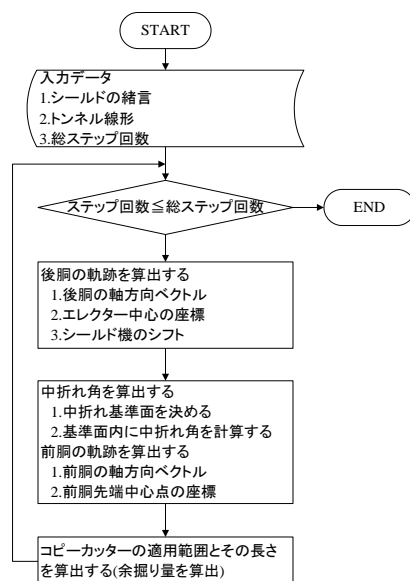 START
入力データ
1.シールドの緒言
2.トンネル線形
3.総ステップ回数
ステップ回数≦総ステップ回数
END
後胴の軌跡を算出する
1.後胴の軸方向ベクトル
2.エレクター中心の座標
3.シールド機のシフト
中折れ角を算出する
1.中折れ基準面を決める
2.基準面内に中折れ角を計算する
前胴の軌跡を算出する
1.前胴の軸方向ベクトル
2.前胴先端中心点の座標
コピーカッターの適用範囲とその長さ
を算出する(余掘り量を算出)